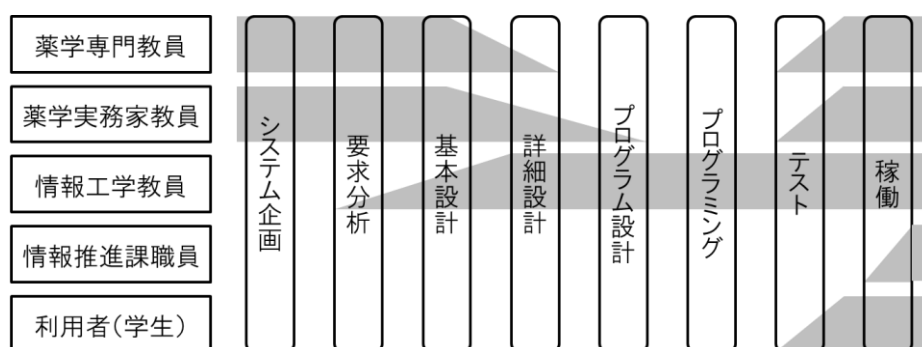 薬学専門教員
薬学実務家教員
情報工学教員
情報推進課職員
利用者(学生)
システム企画
要求分析
基本設計
詳細設計
プログラム設計
プログラミング
テスト
稼働